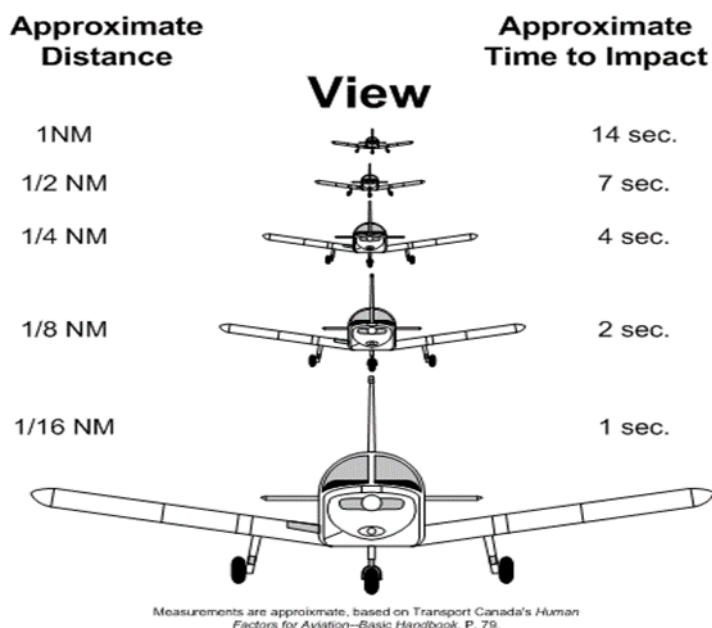 Approximate Distance
Approximate Time to Impact
View
1NM 14 sec.
1/2 NM 7 sec.
1/4 NM 4 sec.
1/8 NM 2 sec.
1/16 NM 1 sec.
Measurements are approixmate, based on Transport Canada's Human
Factors for Aviation--Basic Handbook, P. 79.